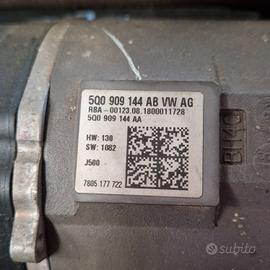 5Q0 909 144 AB VW AG
RBA-00123.08.1800011728
5Q0 909 144 AA
HW: 130
SW: 1082
J500
7805 177 722
B14C
subito